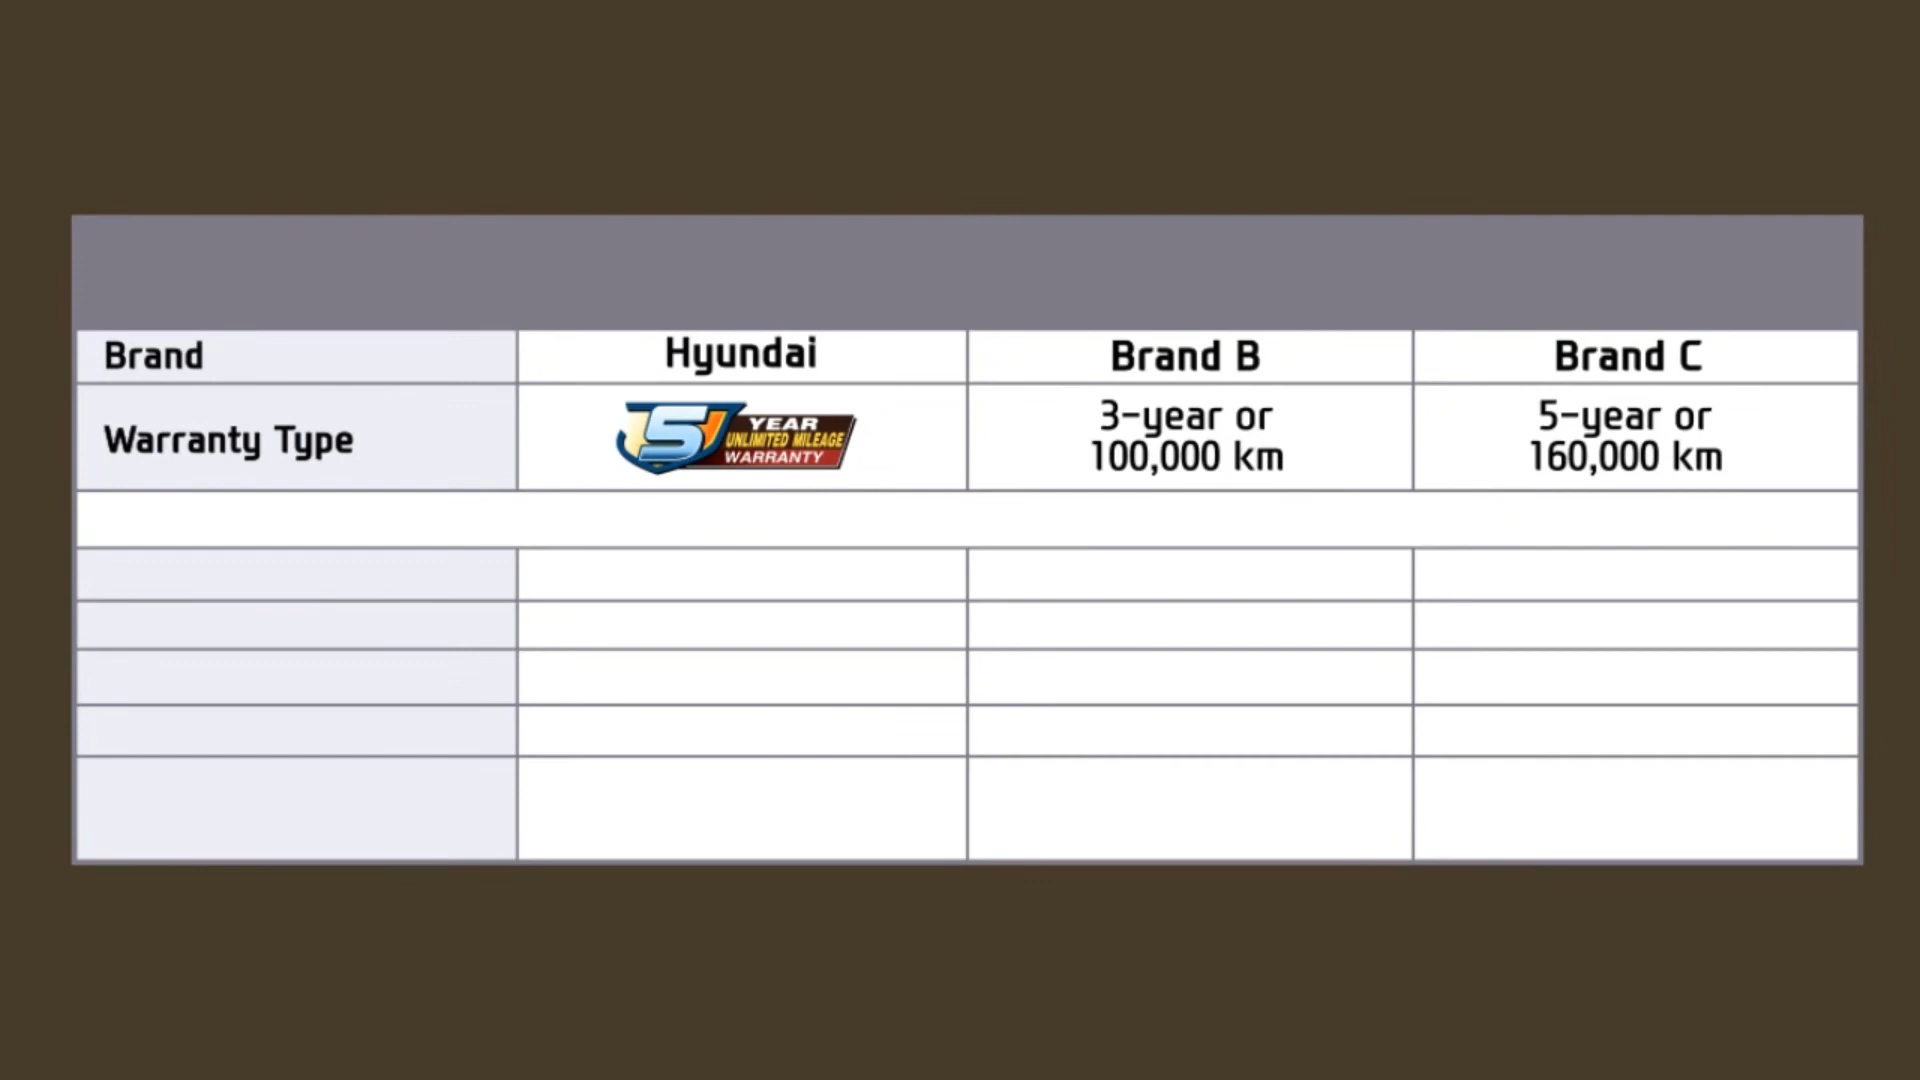 Brand
Hyundai
Brand B
Brand C
Warranty Type
5 YEAR
UNLIMITED MILEAGE
WARRANTY
3-year or
100,000 km
5-year or
160,000 km